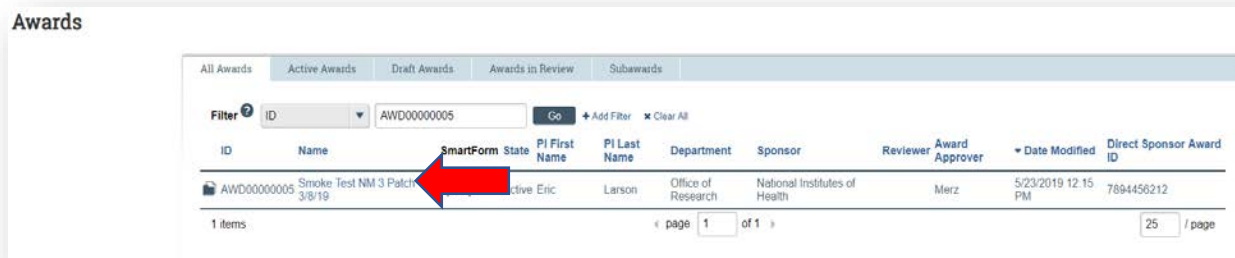 Awards
All Awards Active Awards Draft Awards Awards in Review Subawards
Filter ? ID AWD00000005 Go + Add Filter × Clear All
ID Name SmartForm State PI First Name PI Last Name Department Sponsor Reviewer Award Approver Date Modified Direct Sponsor Award ID
AWD00000005 Smoke Test NM 3 Patch 3/8/19 ctive Eric Larson Office of Research National Institutes of Health Merz 5/23/2019 12:15 PM 7894456212
1 items page 1 of 1 25 / page